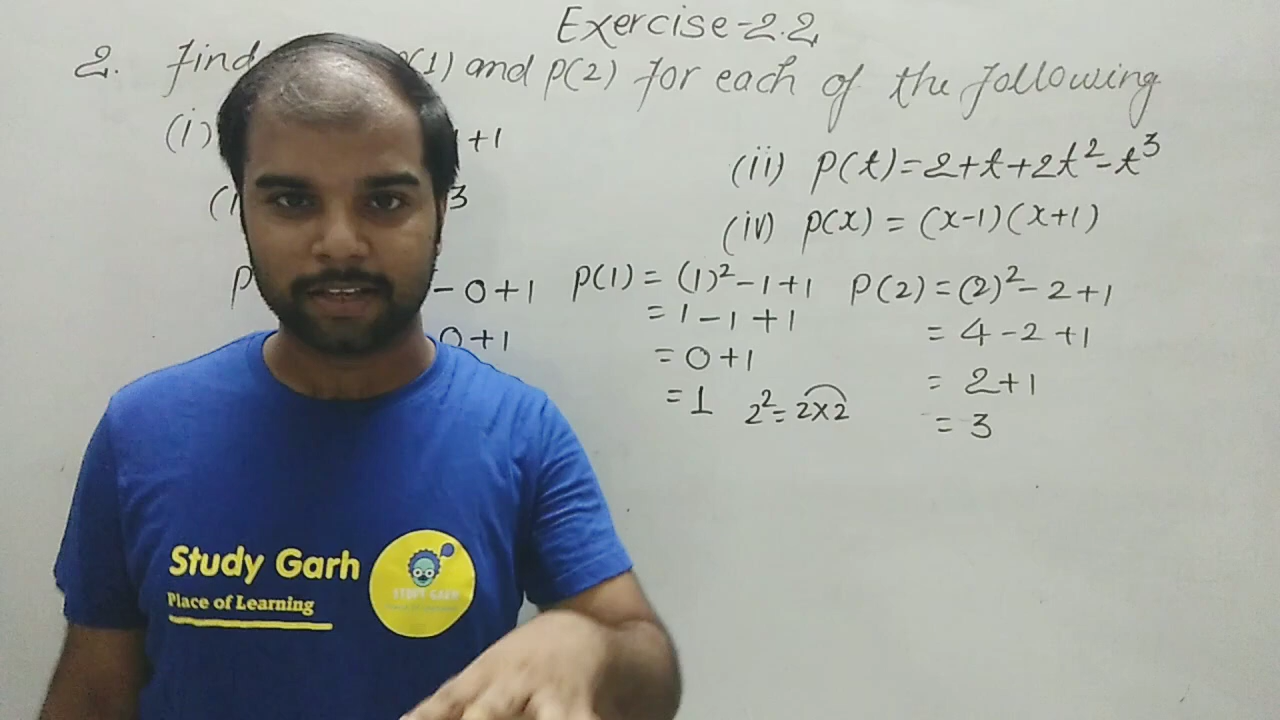 Exercise-2.2
2. Find (1) and P(2) for each of the following
(i) +1
(ii) P(t)=2+t+2t²-t³
3
(iv) P(x) = (x-1)(x+1)
P -0+1
0+1
P(1) = (1)²-1+1
= 1-1+1
= 0+1
= 1
2²=2×2
P(2)=(2)²-2+1
= 4-2+1
= 2+1
= 3
Study Garh
Place of Learning
STUDY GARH